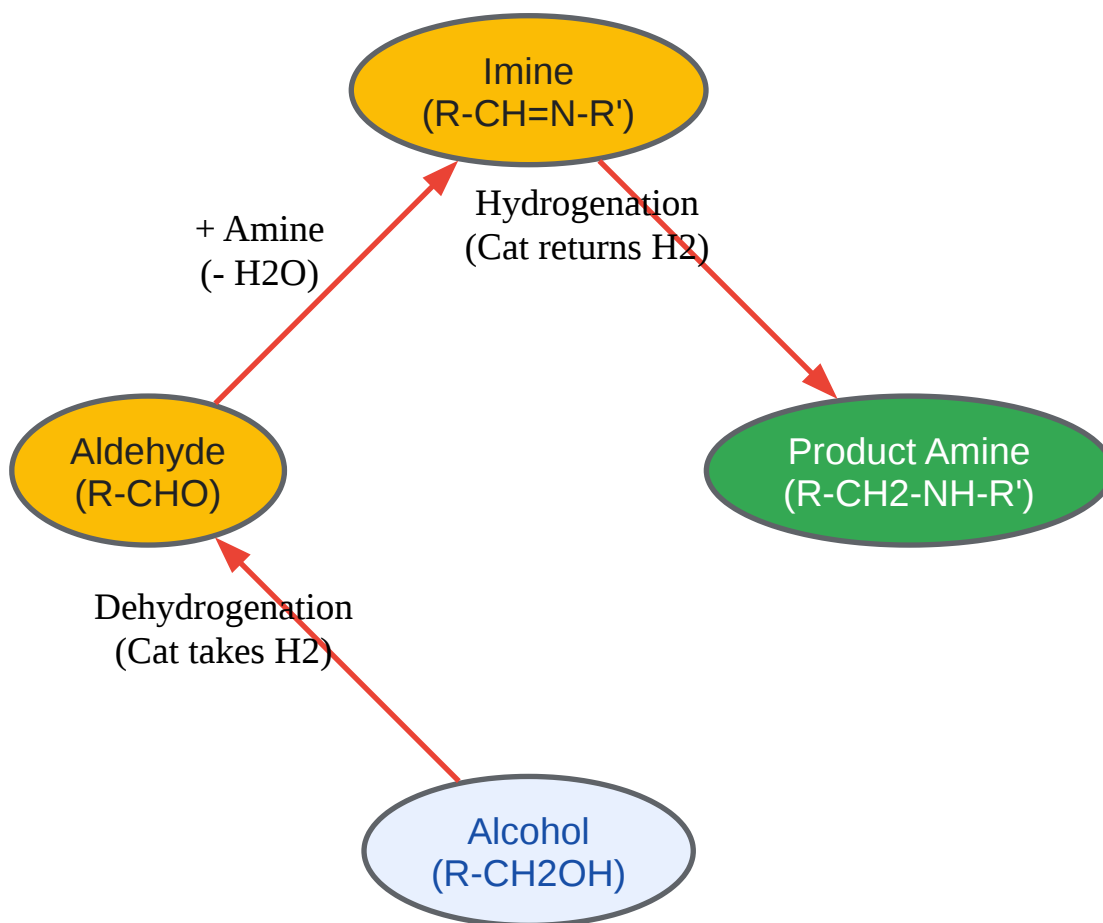 Imine
(R-CH=N-R')
Hydrogenation
(Cat returns H2)
+ Amine
(- H2O)
Aldehyde
(R-CHO)
Product Amine
(R-CH2-NH-R')
Dehydrogenation
(Cat takes H2)
Alcohol
(R-CH2OH)